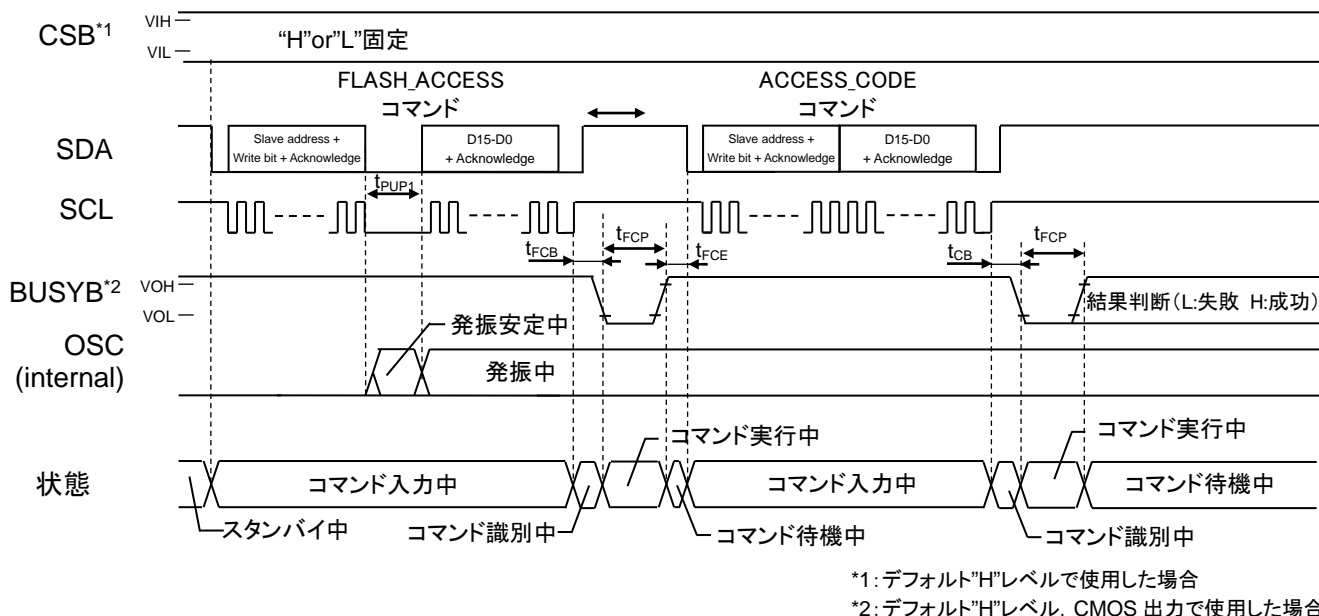 CSB*1
VIH
VIL
“H”or”L”固定
FLASH_ACCESS
コマンド
ACCESS_CODE
コマンド
SDA
Slave address +
Write bit + Acknowledge
D15-D0
+ Acknowledge
Slave address +
Write bit + Acknowledge
D15-D0
+ Acknowledge
tPUP1
SCL
tFCB
tFCP
tFCE
tCB
tFCP
BUSYB*2
VOH
VOL
結果判断(L:失敗 H:成功)
発振安定中
OSC
(internal)
発振中
コマンド実行中
コマンド実行中
状態
コマンド入力中
コマンド入力中
コマンド待機中
スタンバイ中
コマンド識別中
コマンド待機中
コマンド識別中
*1:デフォルト”H”レベルで使用した場合
*2:デフォルト”H”レベル, CMOS 出力で使用した場合